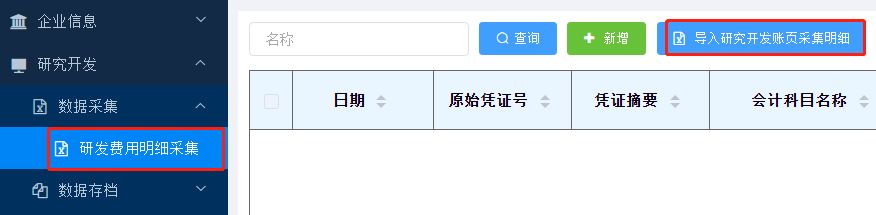 企业信息
研究开发
数据采集
研发费用明细采集
数据存档
名称 查询 新增 导入研究开发账页采集明细
日期 原始凭证号 凭证摘要 会计科目名称